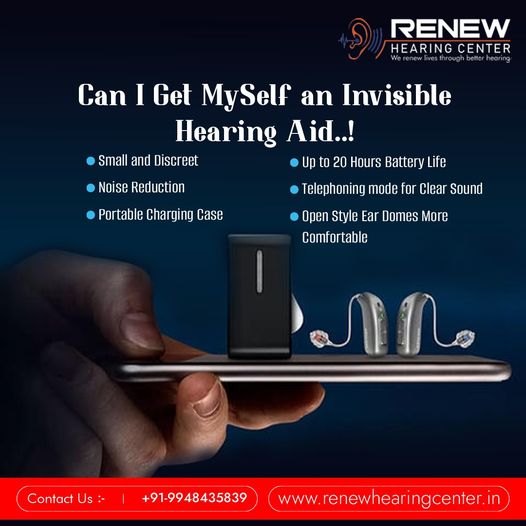 RENEW
HEARING CENTER
We renew lives through better hearing
Can I Get MySelf an Invisible
Hearing Aid..!
Small and Discreet
Noise Reduction
Portable Charging Case
Up to 20 Hours Battery Life
Telephoning mode for Clear Sound
Open Style Ear Domes More
Comfortable
Contact Us :- | +91-9948435839
www.renewhearingcenter.in